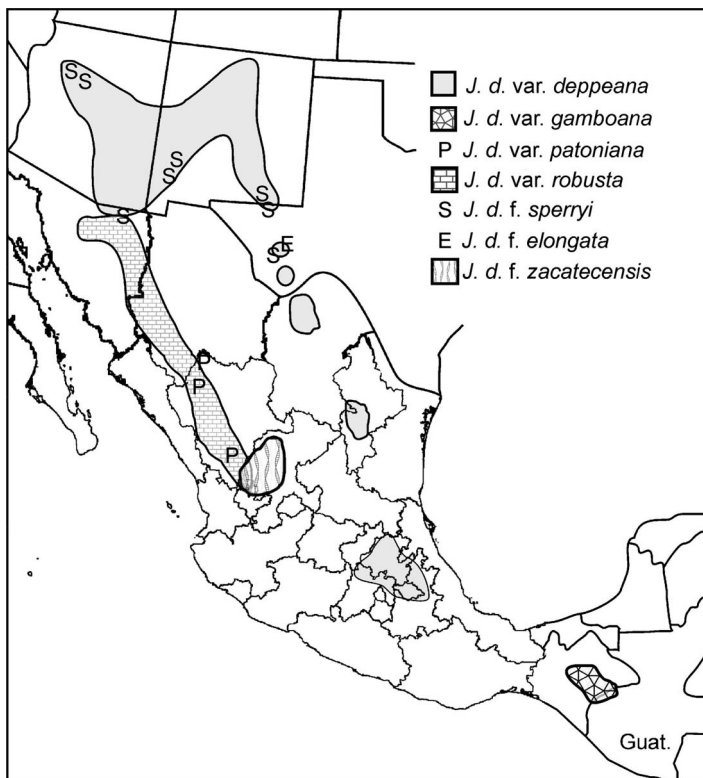 J. d. var. deppeana
J. d. var. gamboana
P J. d. var. patoniana
J. d. var. robusta
S J. d. f. sperryi
E J. d. f. elongata
J. d. f. zacatecensis
S
S
S
S
S
S
S
E
S
P
P
P
Guat.